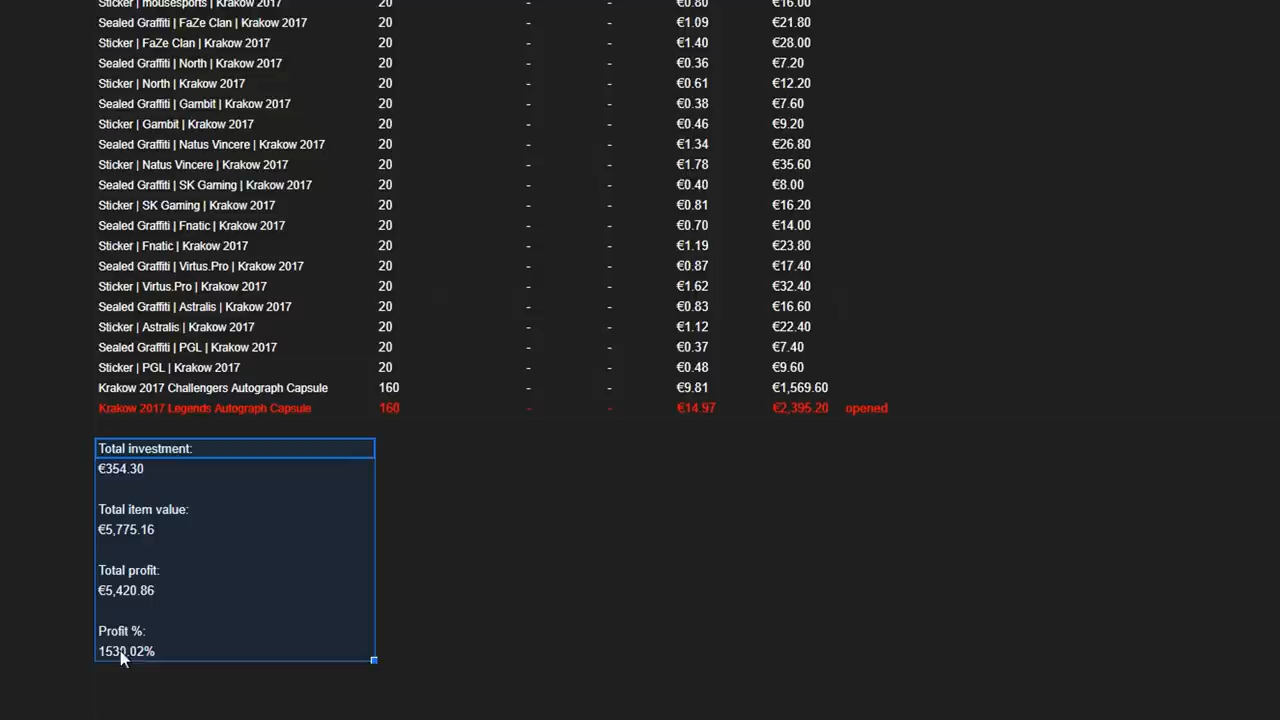 Sticker | mousesports | Krakow 2017 20 - - €0.80 €16.00
Sealed Graffiti | FaZe Clan | Krakow 2017 20 - - €1.09 €21.80
Sticker | FaZe Clan | Krakow 2017 20 - - €1.40 €28.00
Sealed Graffiti | North | Krakow 2017 20 - - €0.36 €7.20
Sticker | North | Krakow 2017 20 - - €0.61 €12.20
Sealed Graffiti | Gambit | Krakow 2017 20 - - €0.38 €7.60
Sticker | Gambit | Krakow 2017 20 - - €0.46 €9.20
Sealed Graffiti | Natus Vincere | Krakow 2017 20 - - €1.34 €26.80
Sticker | Natus Vincere | Krakow 2017 20 - - €1.78 €35.60
Sealed Graffiti | SK Gaming | Krakow 2017 20 - - €0.40 €8.00
Sticker | SK Gaming | Krakow 2017 20 - - €0.81 €16.20
Sealed Graffiti | Fnatic | Krakow 2017 20 - - €0.70 €14.00
Sticker | Fnatic | Krakow 2017 20 - - €1.19 €23.80
Sealed Graffiti | Virtus.Pro | Krakow 2017 20 - - €0.87 €17.40
Sticker | Virtus.Pro | Krakow 2017 20 - - €1.62 €32.40
Sealed Graffiti | Astralis | Krakow 2017 20 - - €0.83 €16.60
Sticker | Astralis | Krakow 2017 20 - - €1.12 €22.40
Sealed Graffiti | PGL | Krakow 2017 20 - - €0.37 €7.40
Sticker | PGL | Krakow 2017 20 - - €0.48 €9.60
Krakow 2017 Challengers Autograph Capsule 160 - - €9.81 €1,569.60
Krakow 2017 Legends Autograph Capsule 160 - - €14.97 €2,395.20 opened
Total investment:
€354.30
Total item value:
€5,775.16
Total profit:
€5,420.86
Profit %:
1530.02%